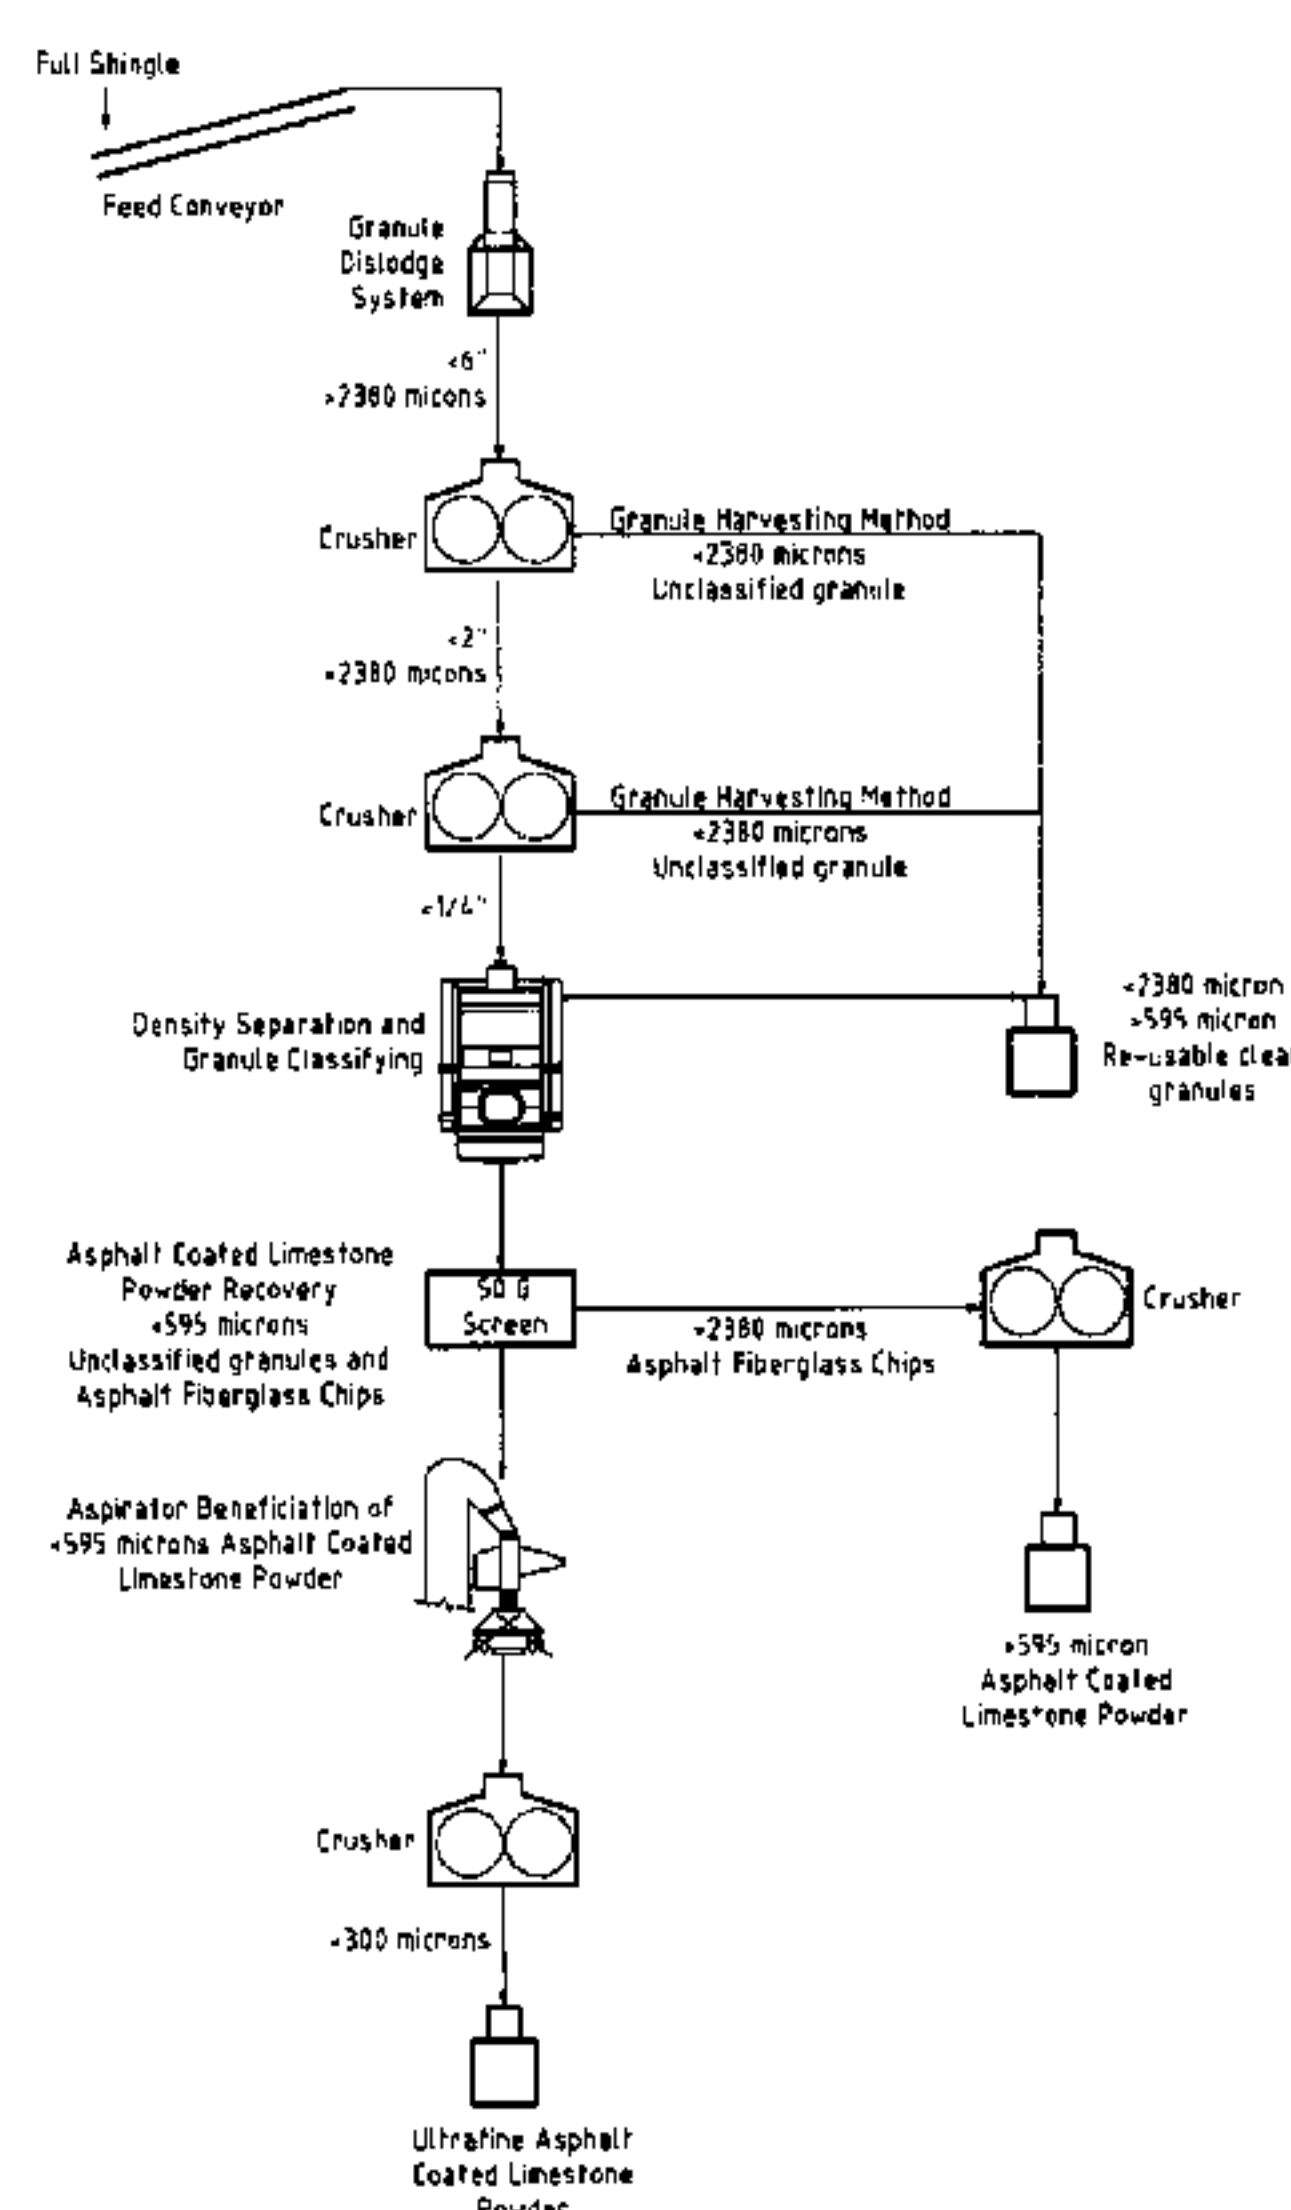 Full Shingle
Feed Conveyor
Granule
Dislodge
System
<6"
>2380 micons
Crusher
Granule Harvesting Method
<2380 microns
Unclassified granule
<2"
>2380 micons
Crusher
Granule Harvesting Method
<2380 microns
Unclassified granule
<1/4"
Density Separation and
Granule Classifying
<2380 micron
>595 micron
Re-usable clea
granules
Asphalt Coated Limestone
Powder Recovery
<595 microns
Unclassified granules and
Asphalt Fiberglass Chips
50 G
Screen
>2380 microns
Asphalt Fiberglass Chips
Crusher
Aspirator Beneficiation of
<595 microns Asphalt Coated
Limestone Powder
>595 micron
Asphalt Coated
Limestone Powder
Crusher
<300 microns
Ultrafine Asphalt
Coated Limestone
Powder